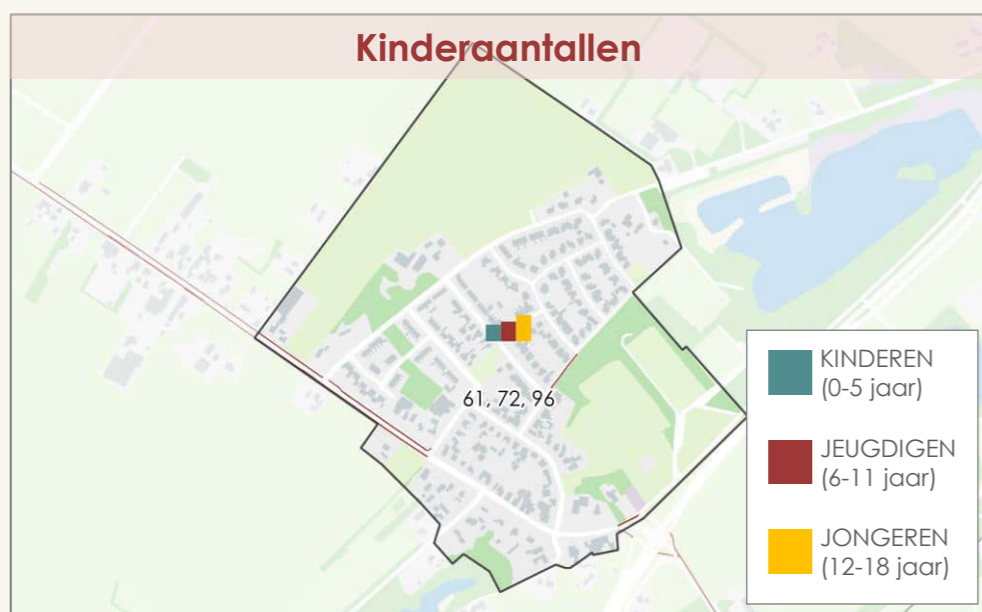 Kinderaantallen
61, 72, 96
KINDEREN
(0-5 jaar)
JEUGDIGEN
(6-11 jaar)
JONGEREN
(12-18 jaar)